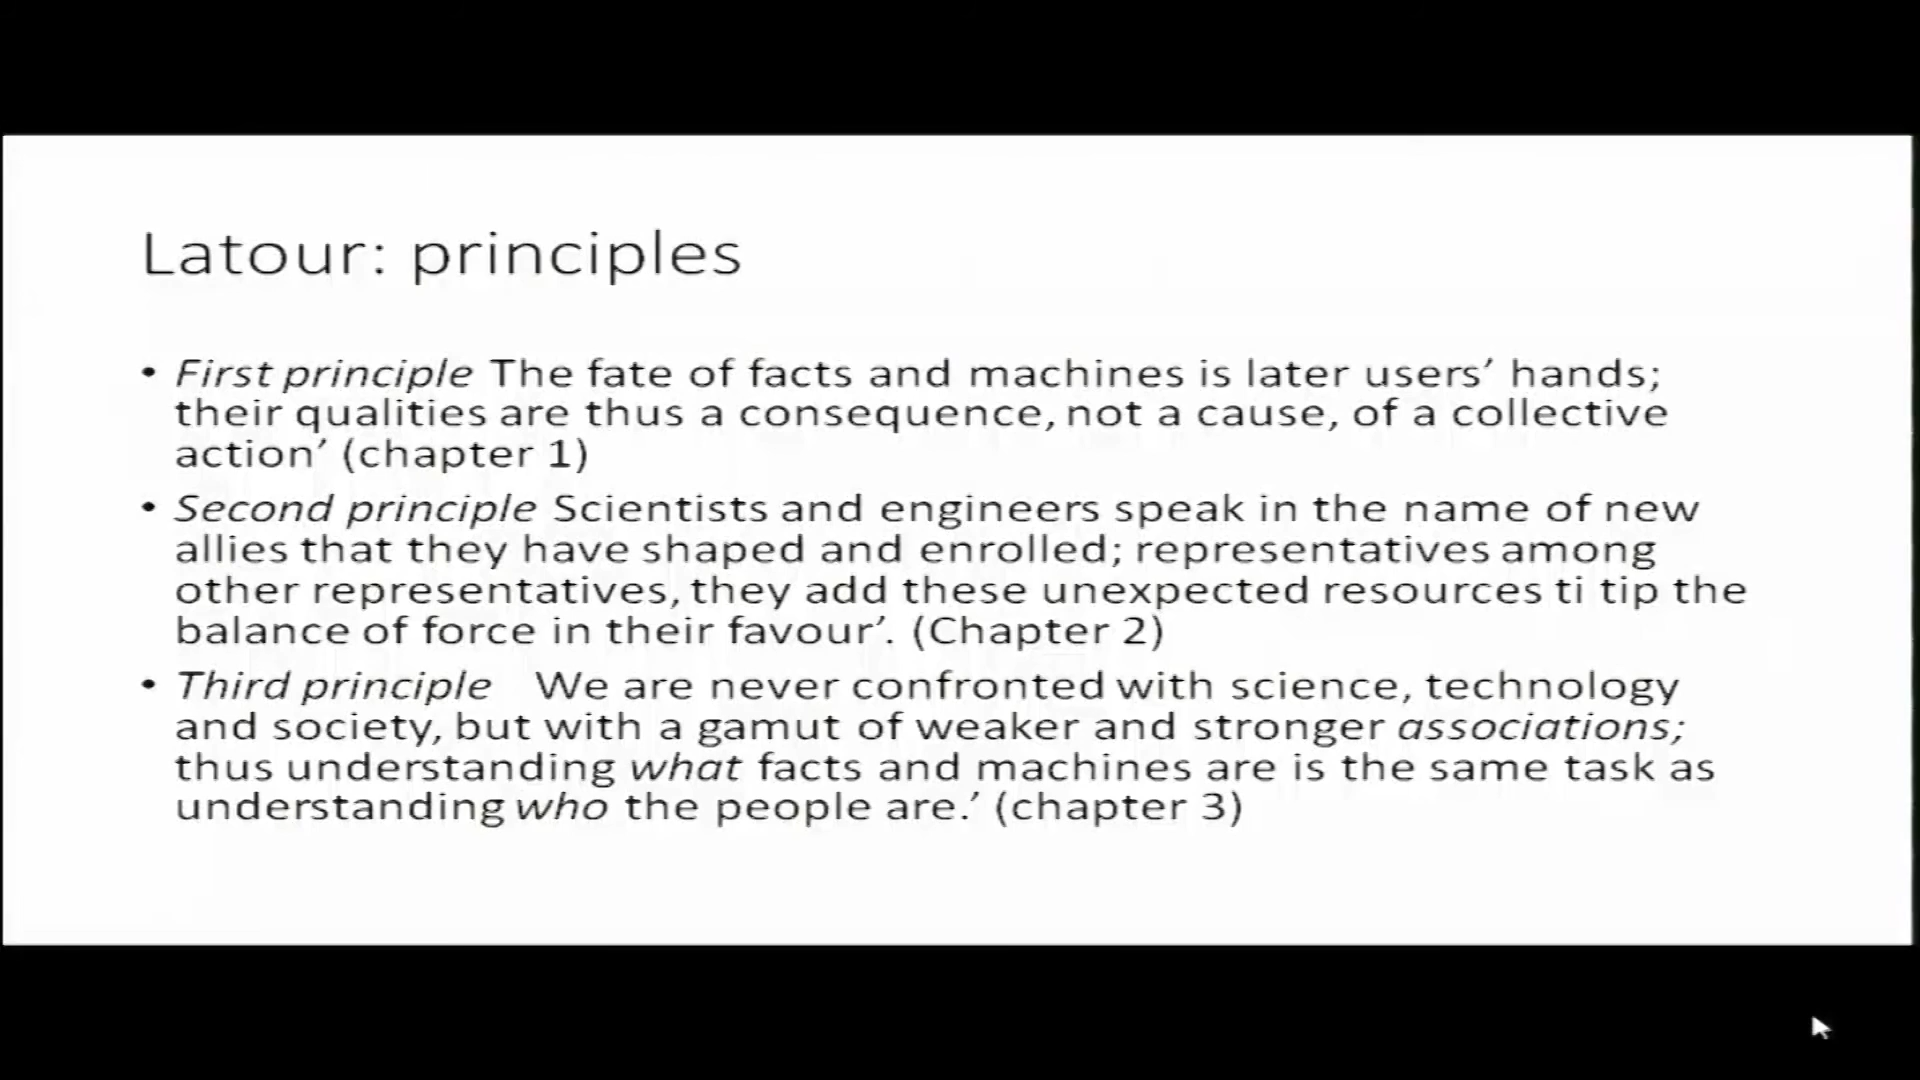 Latour: principles
• First principle The fate of facts and machines is later users’ hands;
their qualities are thus a consequence, not a cause, of a collective
action’ (chapter 1)
• Second principle Scientists and engineers speak in the name of new
allies that they have shaped and enrolled; representatives among
other representatives, they add these unexpected resources ti tip the
balance of force in their favour’. (Chapter 2)
• Third principle We are never confronted with science, technology
and society, but with a gamut of weaker and stronger associations;
thus understanding what facts and machines are is the same task as
understanding who the people are.’ (chapter 3)